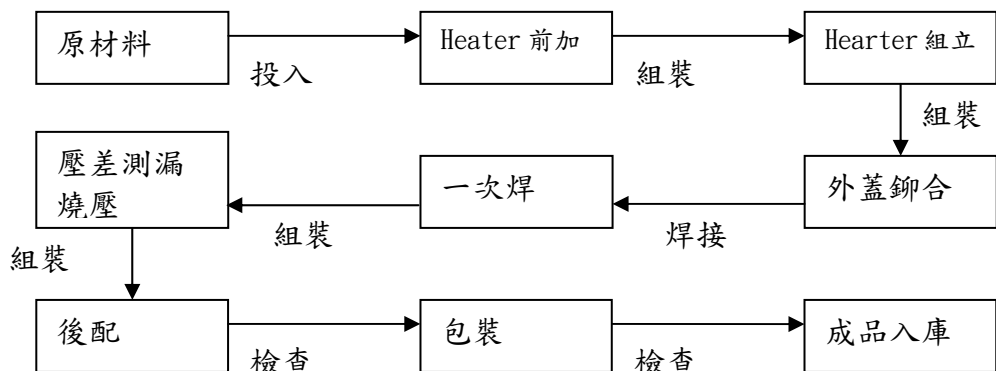 原材料
投入
Heater 前加
組裝
Hearter 組立
組裝
外蓋鉚合
焊接
一次焊
組裝
壓差測漏
燒壓
組裝
後配
檢查
包裝
檢查
成品入庫